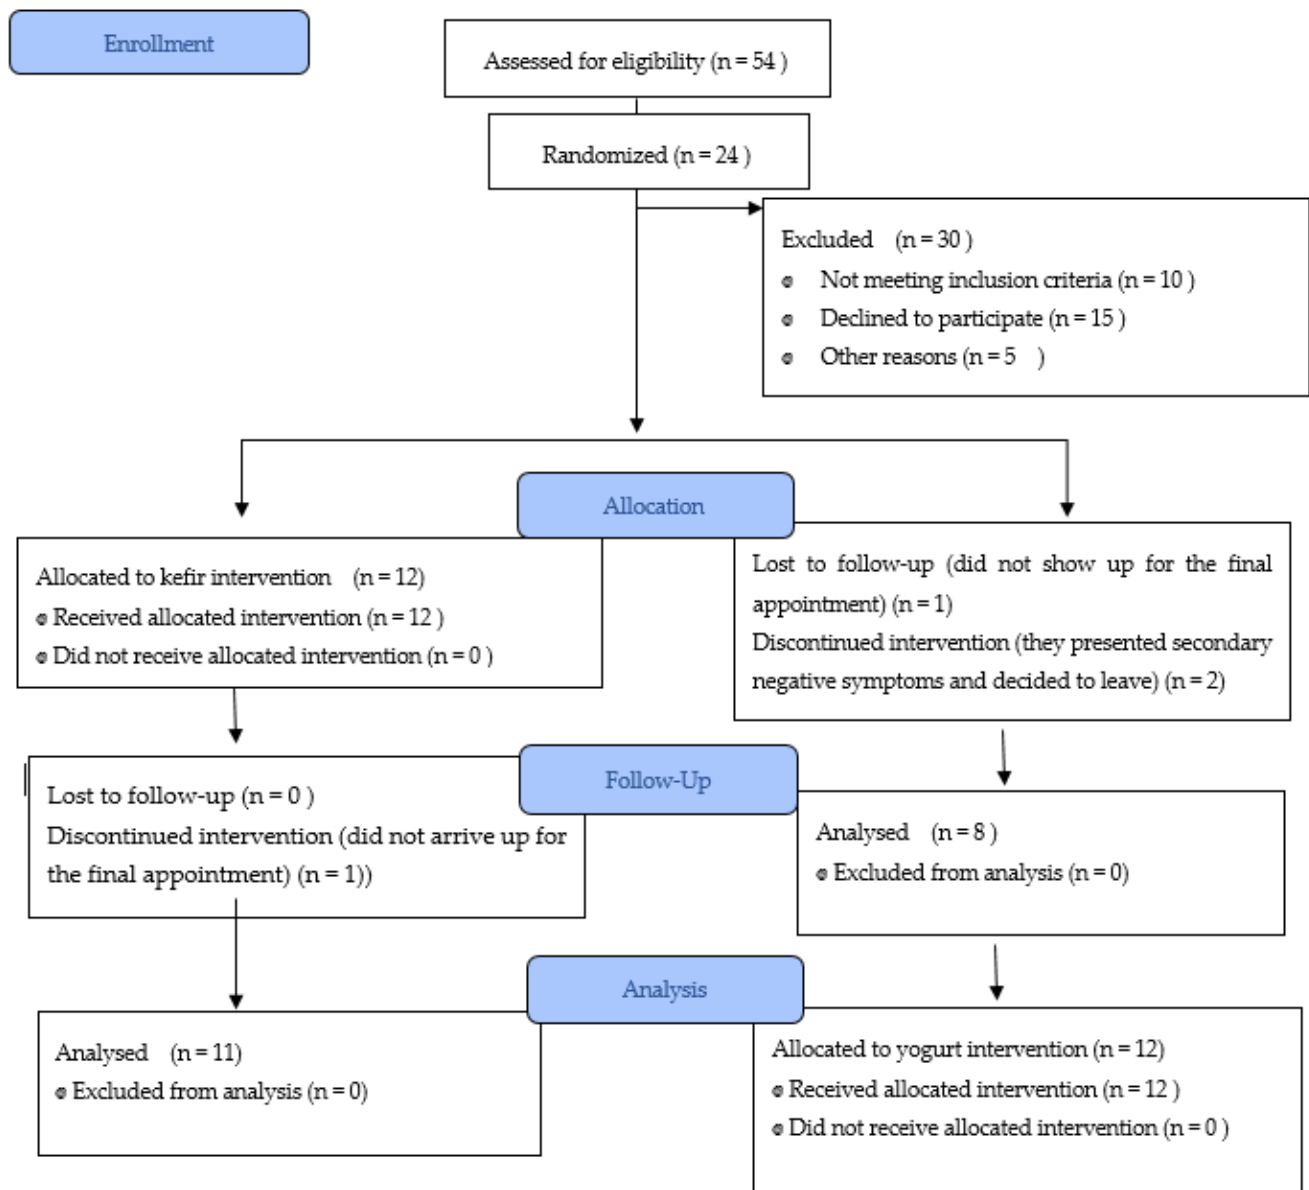 Enrollment
Assessed for eligibility (n = 54 )
Randomized (n = 24 )
Excluded (n = 30 )
Not meeting inclusion criteria (n = 10 )
Declined to participate (n = 15 )
Other reasons (n = 5 )
Allocation
Allocated to kefir intervention (n = 12)
Received allocated intervention (n = 12 )
Did not receive allocated intervention (n = 0 )
Lost to follow-up (did not show up for the final
appointment) (n = 1)
Discontinued intervention (they presented secondary
negative symptoms and decided to leave) (n = 2)
Follow-Up
Lost to follow-up (n = 0 )
Discontinued intervention (did not arrive up for
the final appointment) (n = 1))
Analysed (n = 8 )
Excluded from analysis (n = 0)
Analysis
Analysed (n = 11)
Excluded from analysis (n = 0)
Allocated to yogurt intervention (n = 12)
Received allocated intervention (n = 12 )
Did not receive allocated intervention (n = 0 )